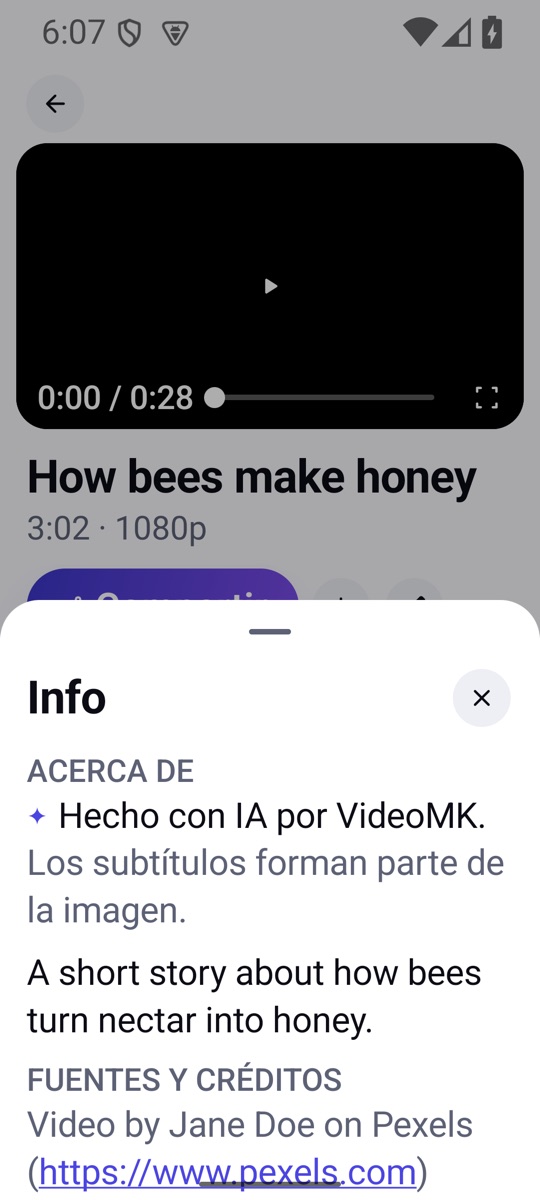 6:07
0:00 / 0:28
How bees make honey
3:02 · 1080p
Compartir
Info
ACERCA DE
✦ Hecho con IA por VideoMK.
Los subtítulos forman parte de
la imagen.
A short story about how bees
turn nectar into honey.
FUENTES Y CRÉDITOS
Video by Jane Doe on Pexels
(https://www.pexels.com)